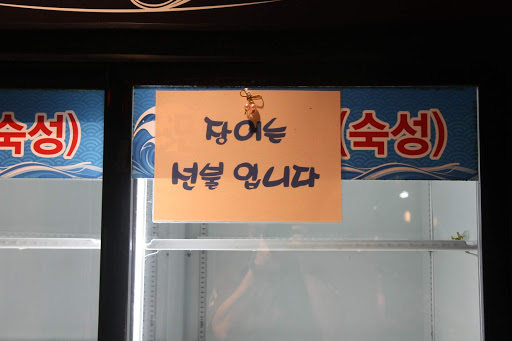 숙성)
장어는
선불 입니다
(숙성)